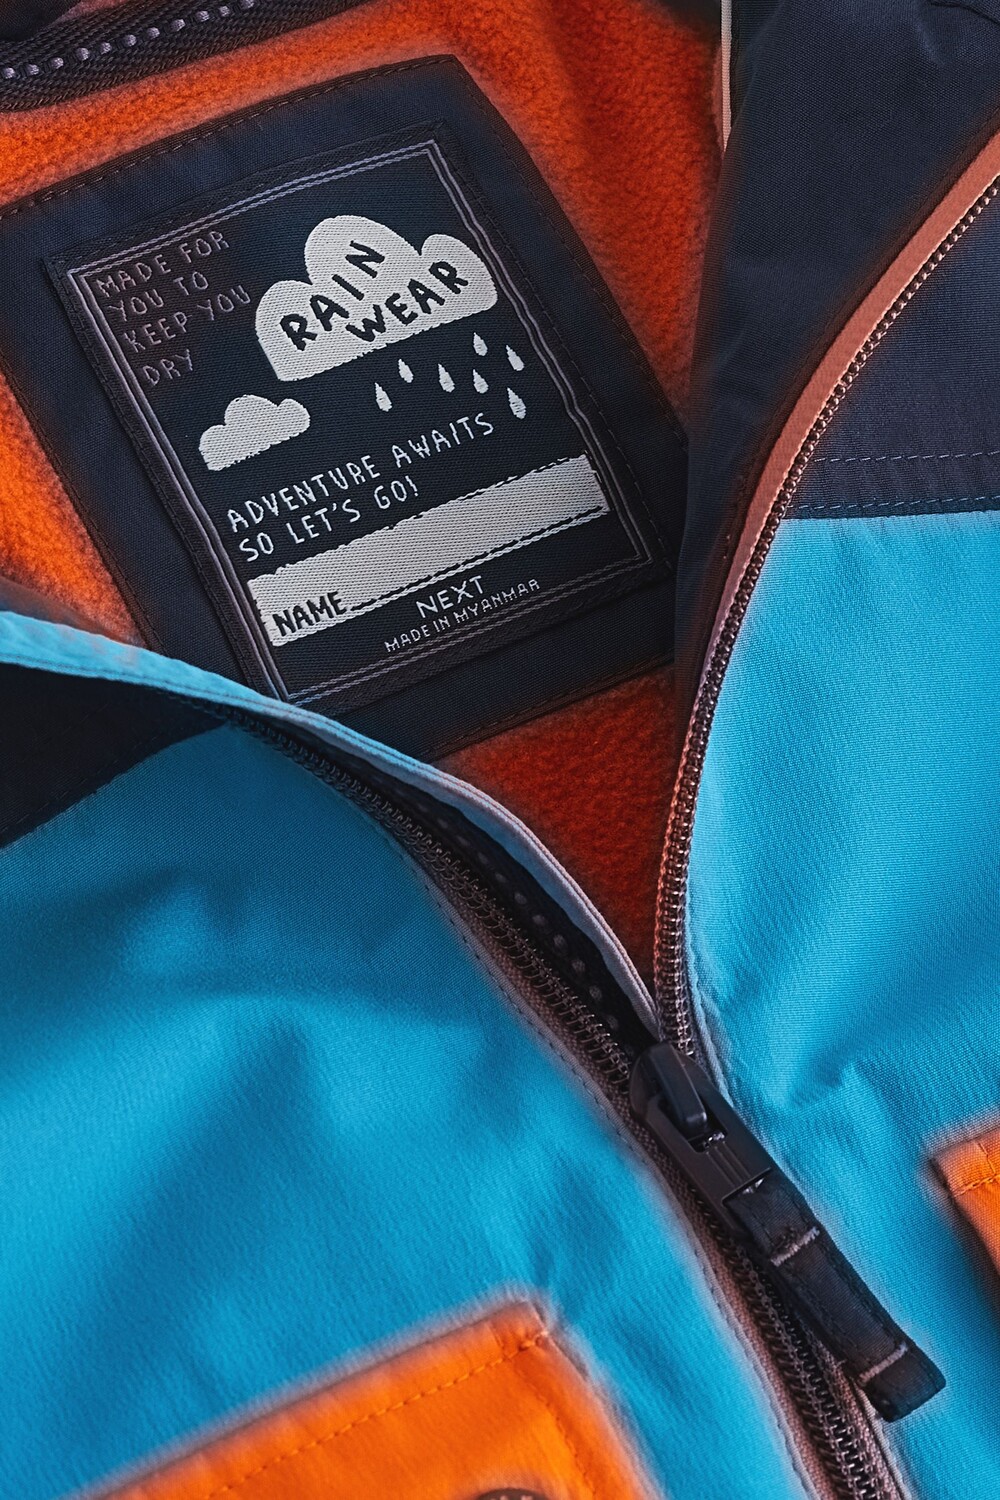 MADE FOR
YOU TO
KEEP YOU
DRY
RAIN
WEAR
ADVENTURE AWAITS
SO LET'S GO!
NAME
NEXT
MADE IN MYANMAR